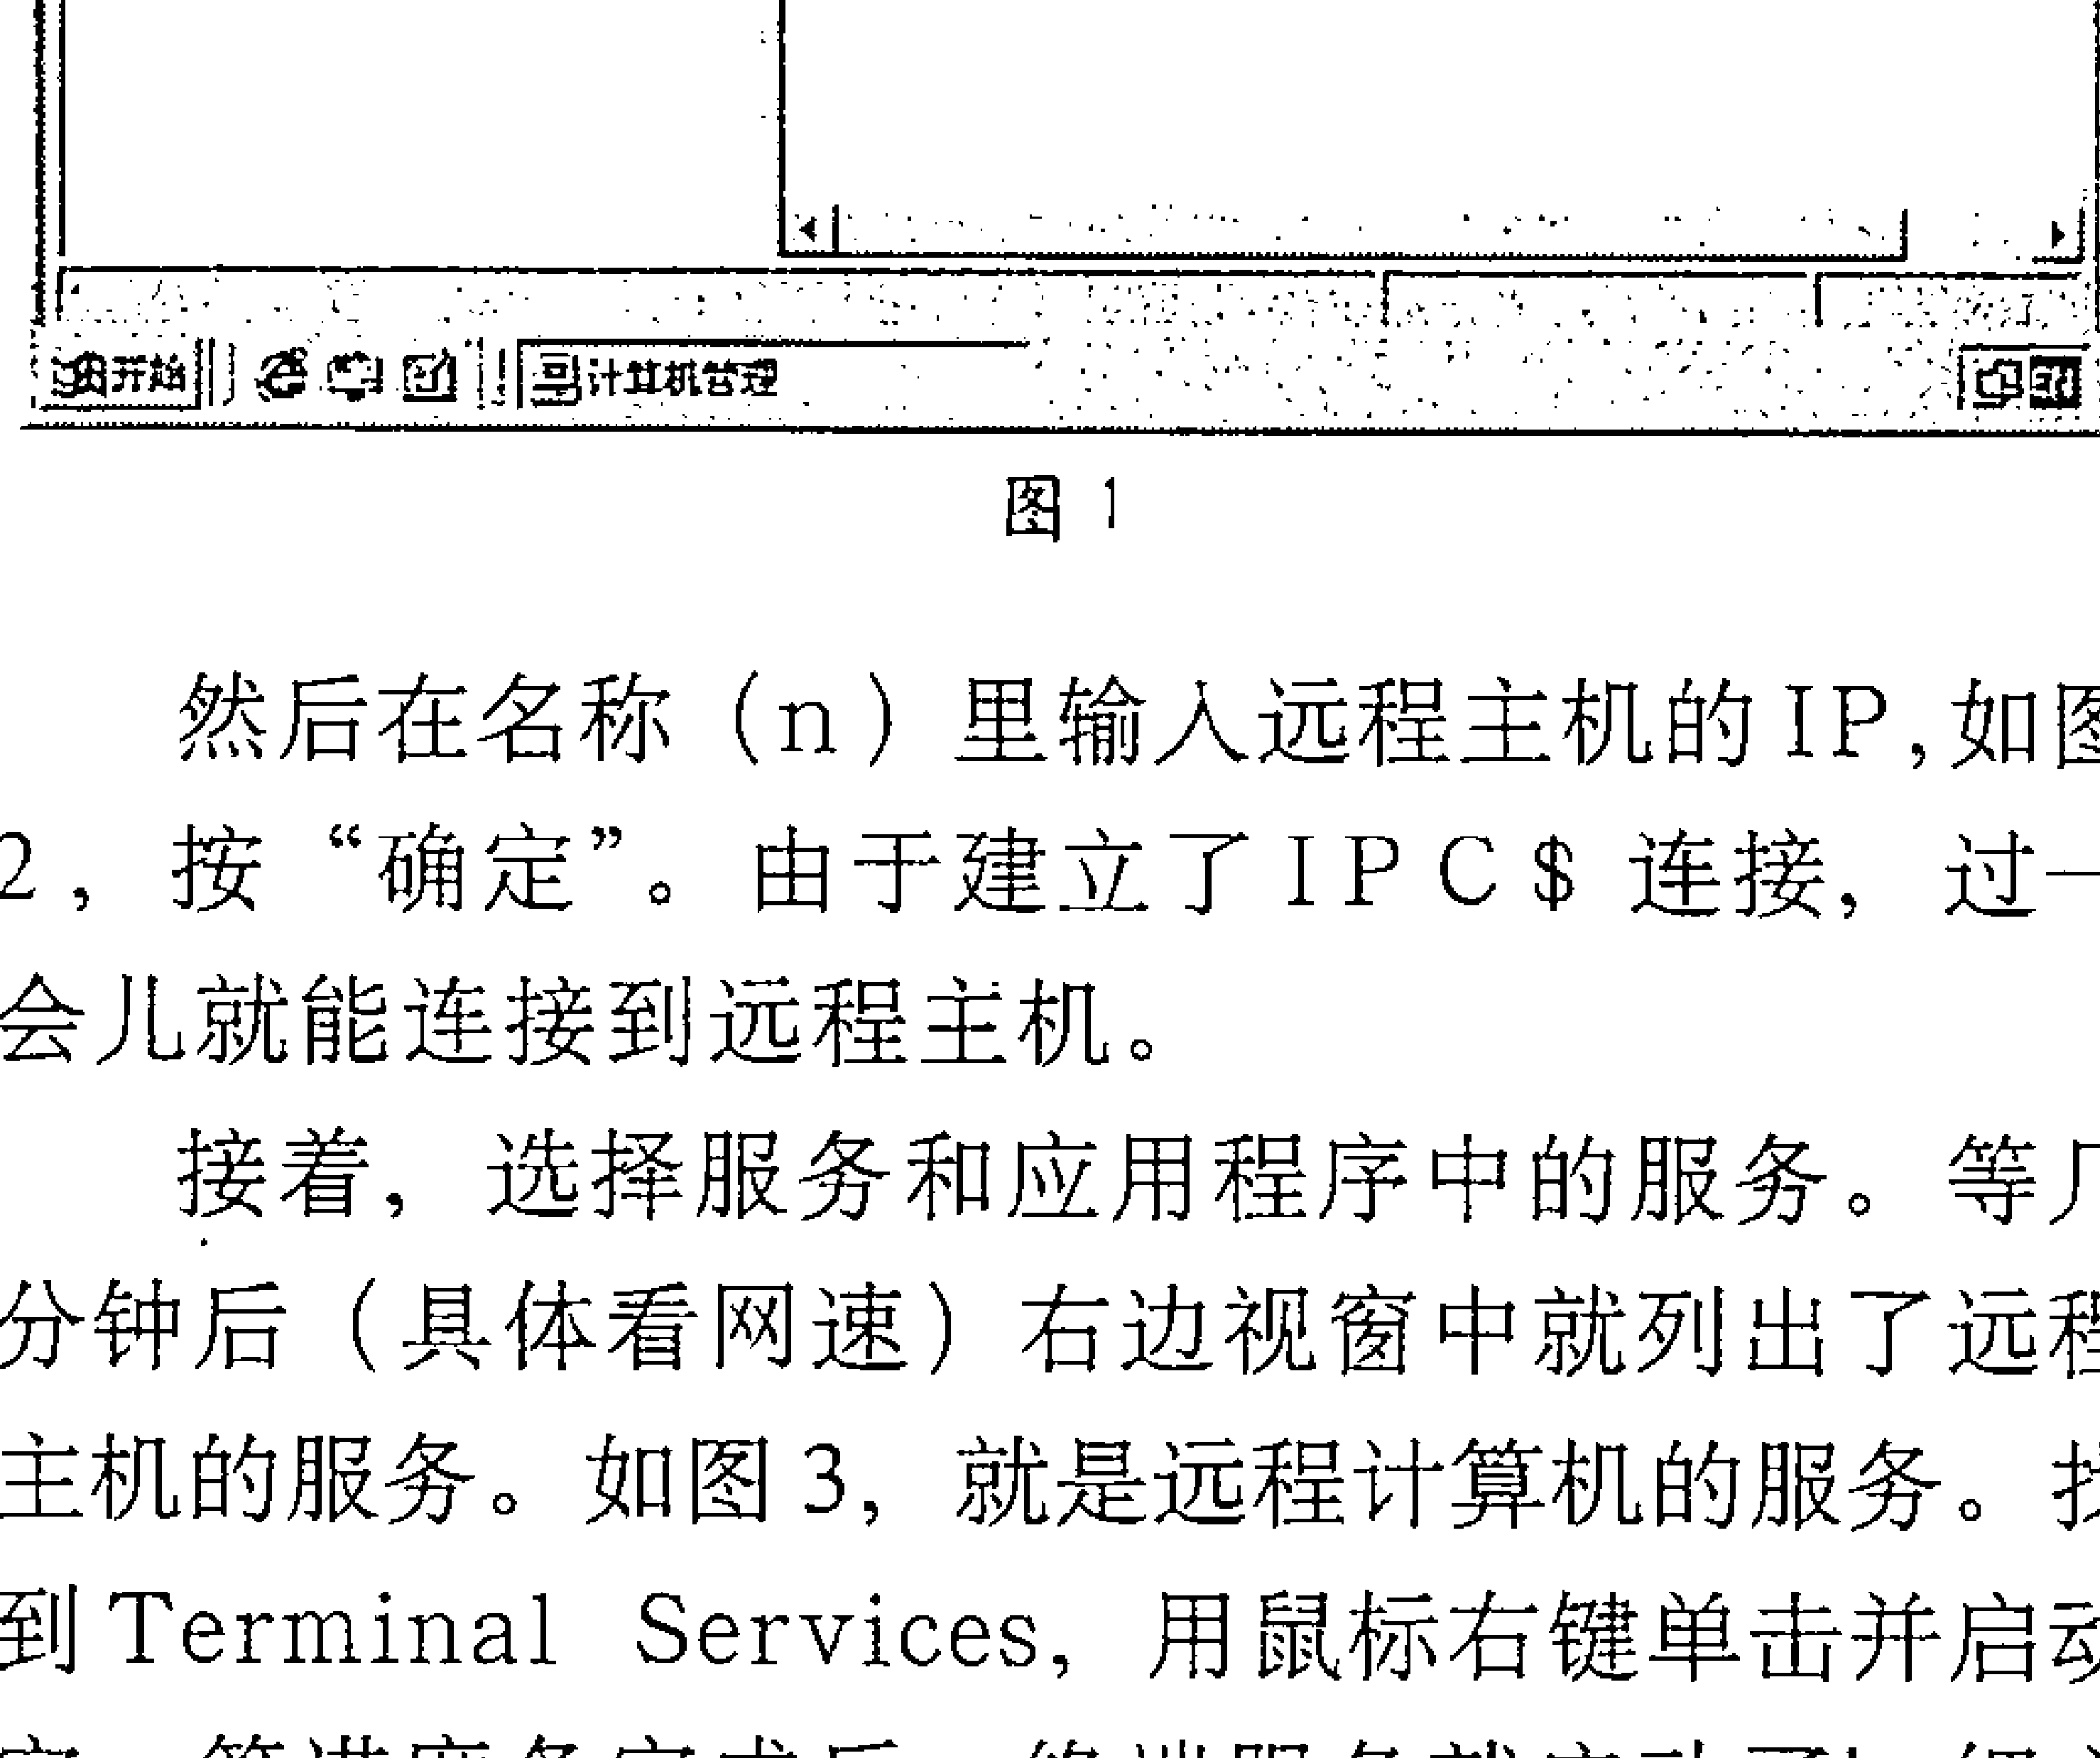 开始 计算机管理
图 1
然后在名称（n）里输入远程主机的IP,如图
2，按“确定”。由于建立了IPC$连接，过一
会儿就能连接到远程主机。
接着，选择服务和应用程序中的服务。等几
分钟后（具体看网速）右边视窗中就列出了远程
主机的服务。如图3，就是远程计算机的服务。找
到Terminal Services，用鼠标右键单击并启动